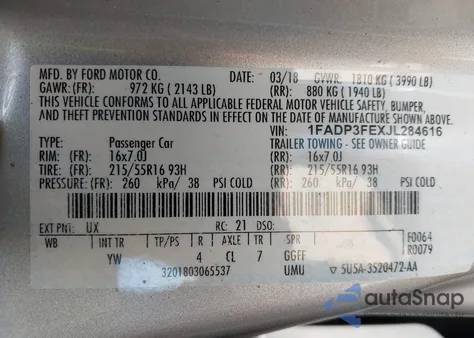 MFD. BY FORD MOTOR CO. DATE: 03/18 GVWR: 1810 KG ( 3990 LB)
GAWR: (FR): 972 KG ( 2143 LB) (RR): 880 KG ( 1940 LB)
THIS VEHICLE CONFORMS TO ALL APPLICABLE FEDERAL MOTOR VEHICLE SAFETY, BUMPER,
AND THEFT PREVENTION STANDARDS IN EFFECT ON THE DATE OF MANUFACTURE SHOWN ABOVE.
VIN: 1FADP3FEXJL284616
TYPE: Passenger Car TRAILER TOWING - SEE OWNER GUIDE
RIM: (FR): 16x7.0J (RR): 16x7.0J
TIRE: (FR): 215/55R16 93H (RR): 215/55R16 93H
PRESSURE: (FR): 260 kPa/ 38 PSI COLD (RR): 260 kPa/ 38 PSI COLD
EXT PNT: UX RC: 21 DSO: F0064
WB INT TR TP/PS R AXLE TR SPR R0079
YW 4 CL 7 GGFF
3201803065537 UMU ▽ 5U5A-3520472-AA
autoSnap